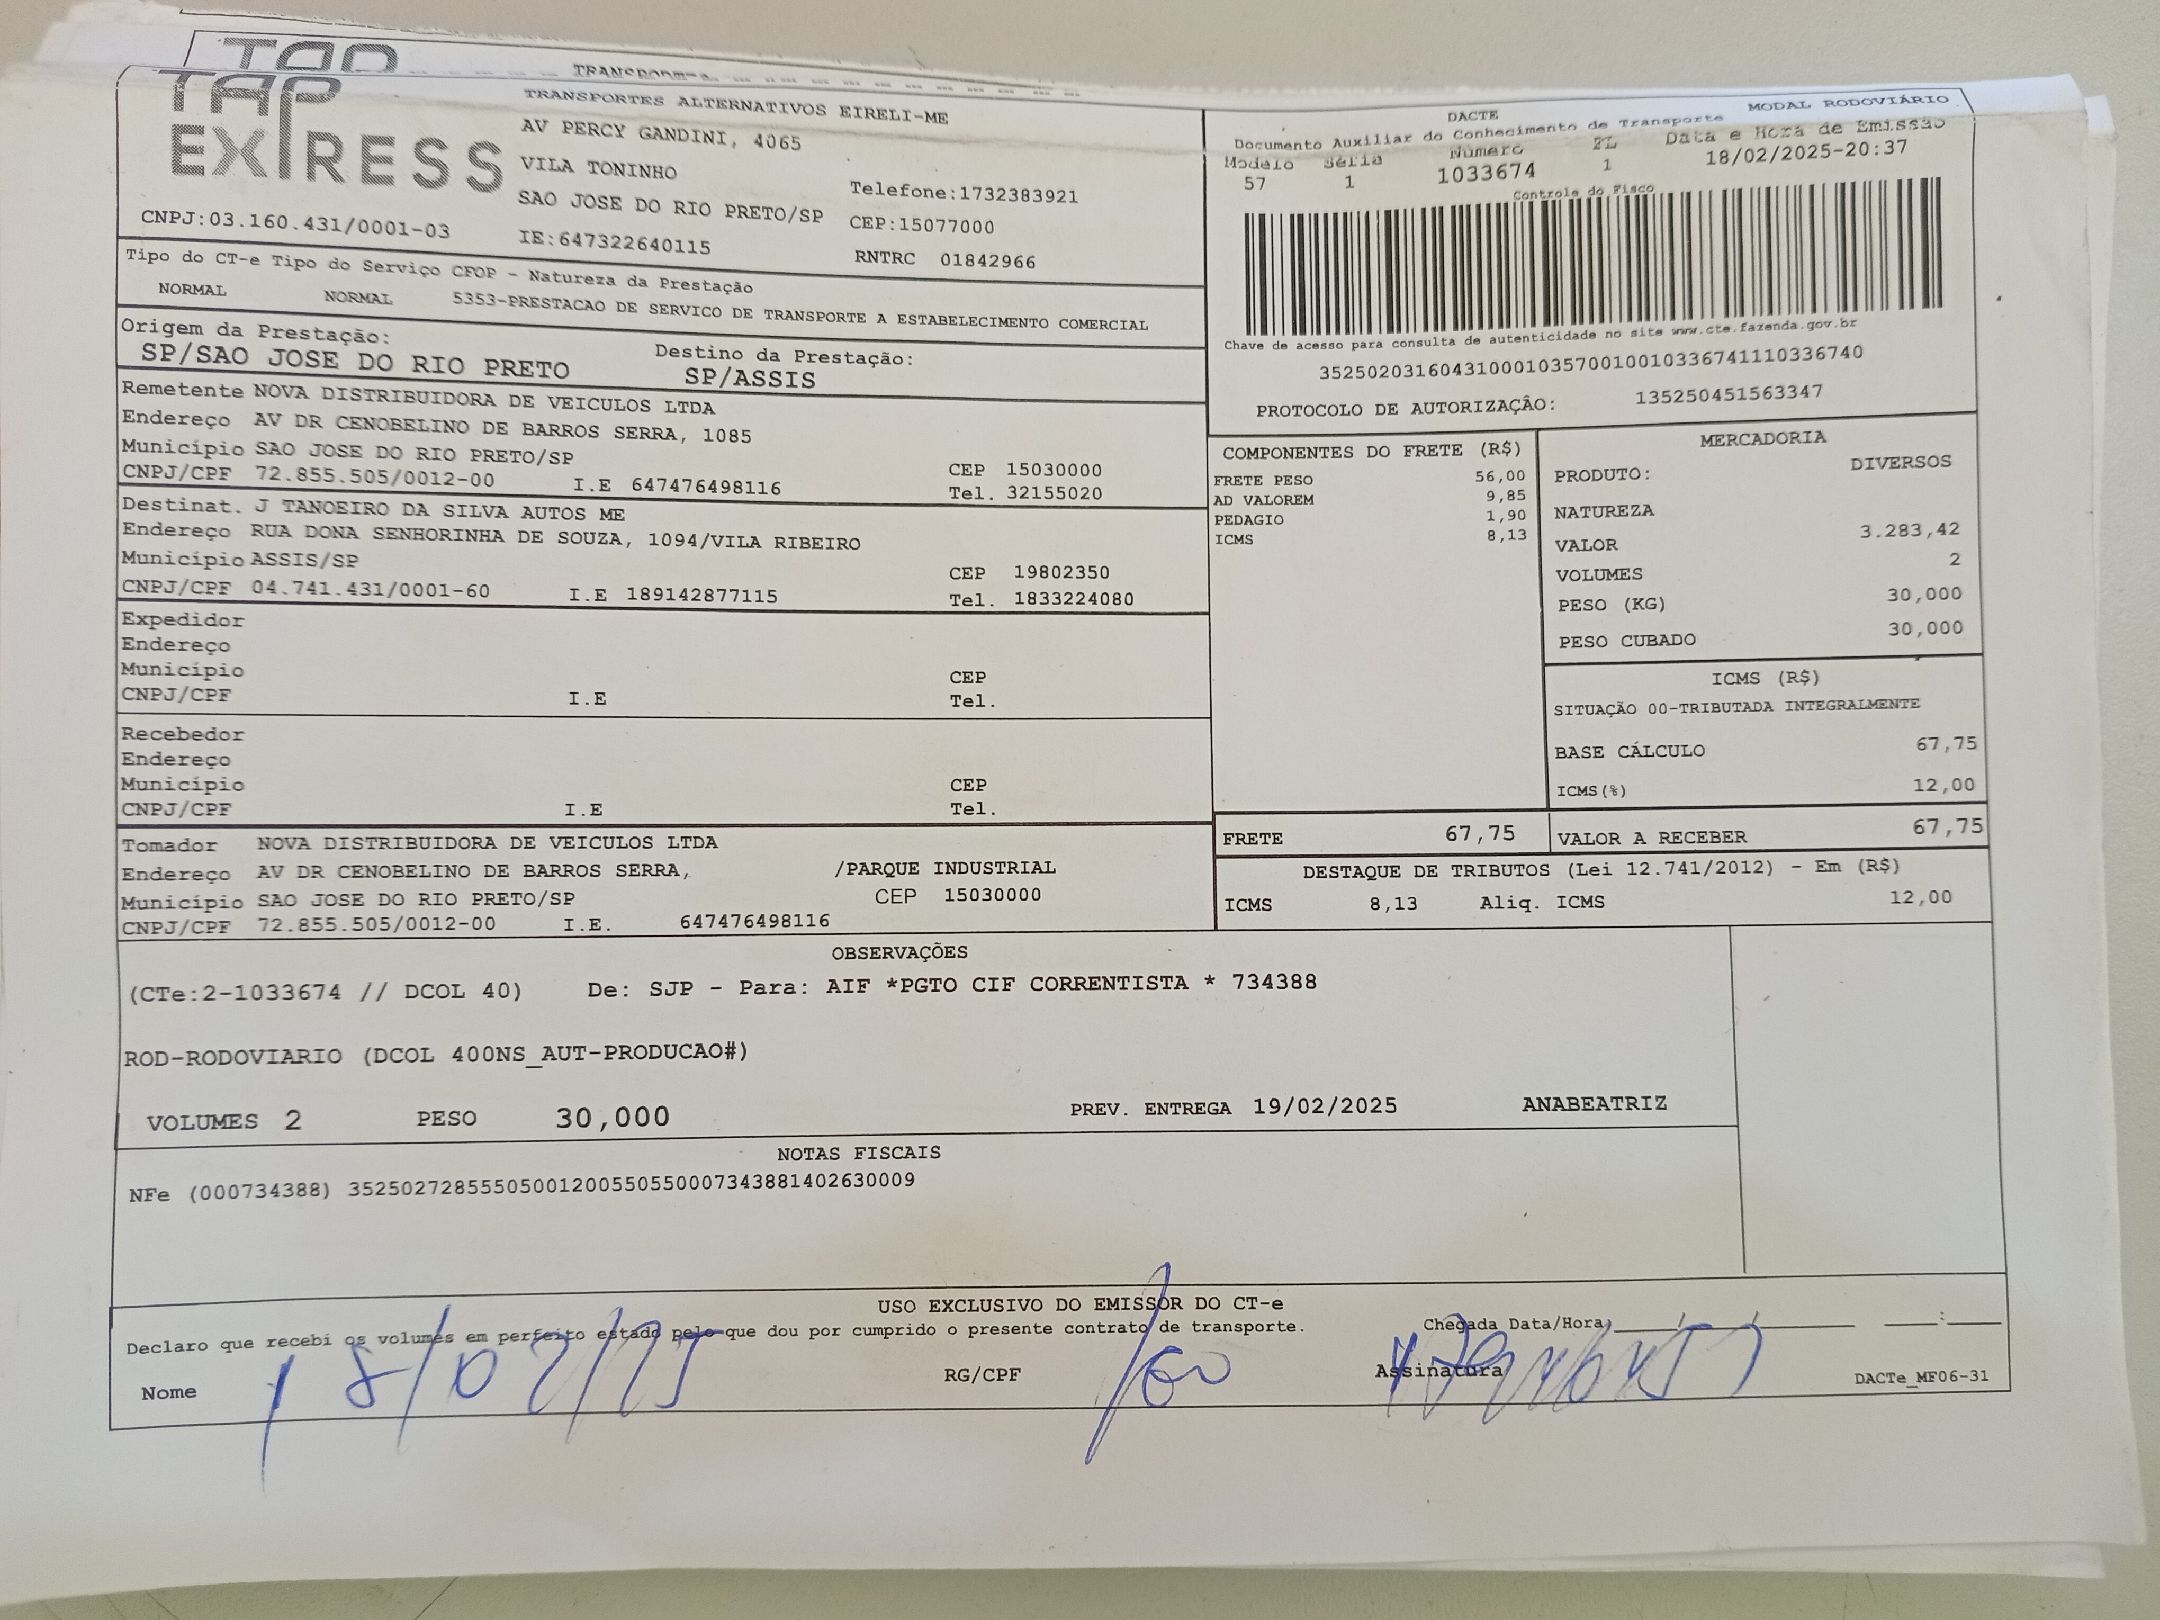 TAP
TRANSPORTES ALTERNATIVOS EIRELI-ME
AV PERCY GANDINI, 4065
VILA TONINHO
Telefone:1732383921
SAO JOSE DO RIO PRETO/SP CEP:15077000
IE:647322640115
RNTRC 01842966
TAP EXPRESS
CNPJ:03.160.431/0001-03
DACTE MODAL RODOVIÁRIO
Documento Auxiliar do Conhecimento de Transporte
Modelo Série Número FL Data e Hora de Emissão
57 1 1033674 1 18/02/2025-20:37
Controle do Fisco
Chave de acesso para consulta de autenticidade no site www.cte.fazenda.gov.br
35250203160431000103570010010336741110336740
PROTOCOLO DE AUTORIZAÇÂO: 135250451563347
Tipo do CT-e Tipo do Serviço CFOP - Natureza da Prestação
NORMAL NORMAL 5353-PRESTACAO DE SERVICO DE TRANSPORTE A ESTABELECIMENTO COMERCIAL
Origem da Prestação: Destino da Prestação:
SP/SAO JOSE DO RIO PRETO SP/ASSIS
Remetente NOVA DISTRIBUIDORA DE VEICULOS LTDA
Endereço AV DR CENOBELINO DE BARROS SERRA, 1085
Município SAO JOSE DO RIO PRETO/SP CEP 15030000
CNPJ/CPF 72.855.505/0012-00 I.E 647476498116 Tel. 32155020
Destinat. J TANOEIRO DA SILVA AUTOS ME
Endereço RUA DONA SENHORINHA DE SOUZA, 1094/VILA RIBEIRO
Município ASSIS/SP CEP 19802350
CNPJ/CPF 04.741.431/0001-60 I.E 189142877115 Tel. 1833224080
Expedidor
Endereço
Município CEP
CNPJ/CPF I.E Tel.
Recebedor
Endereço
Município CEP
CNPJ/CPF I.E Tel.
Tomador NOVA DISTRIBUIDORA DE VEICULOS LTDA
Endereço AV DR CENOBELINO DE BARROS SERRA, /PARQUE INDUSTRIAL
Município SAO JOSE DO RIO PRETO/SP CEP 15030000
CNPJ/CPF 72.855.505/0012-00 I.E. 647476498116
COMPONENTES DO FRETE (R$)
FRETE PESO 56,00
AD VALOREM 9,85
PEDAGIO 1,90
ICMS 8,13
MERCADORIA
PRODUTO: DIVERSOS
NATUREZA
VALOR 3.283,42
VOLUMES 2
PESO (KG) 30,000
PESO CUBADO 30,000
ICMS (R$)
SITUAÇÃO 00-TRIBUTADA INTEGRALMENTE
BASE CÁLCULO 67,75
ICMS(%) 12,00
FRETE 67,75 VALOR A RECEBER 67,75
DESTAQUE DE TRIBUTOS (Lei 12.741/2012) - Em (R$)
ICMS 8,13 Aliq. ICMS 12,00
OBSERVAÇÕES
(CTe:2-1033674 // DCOL 40) De: SJP - Para: AIF *PGTO CIF CORRENTISTA * 734388
ROD-RODOVIARIO (DCOL 400NS_AUT-PRODUCAO#)
VOLUMES 2 PESO 30,000 PREV. ENTREGA 19/02/2025 ANABEATRIZ
NOTAS FISCAIS
NFe (000734388) 35250272855505001200550550007343881402630009
USO EXCLUSIVO DO EMISSOR DO CT-e
Declaro que recebi os volumes em perfeito estado pelo que dou por cumprido o presente contrato de transporte. Chegada Data/Hora ____/____/____ ____:____
Nome 18/02/25 RG/CPF Assinatura DACTe_MF06-31